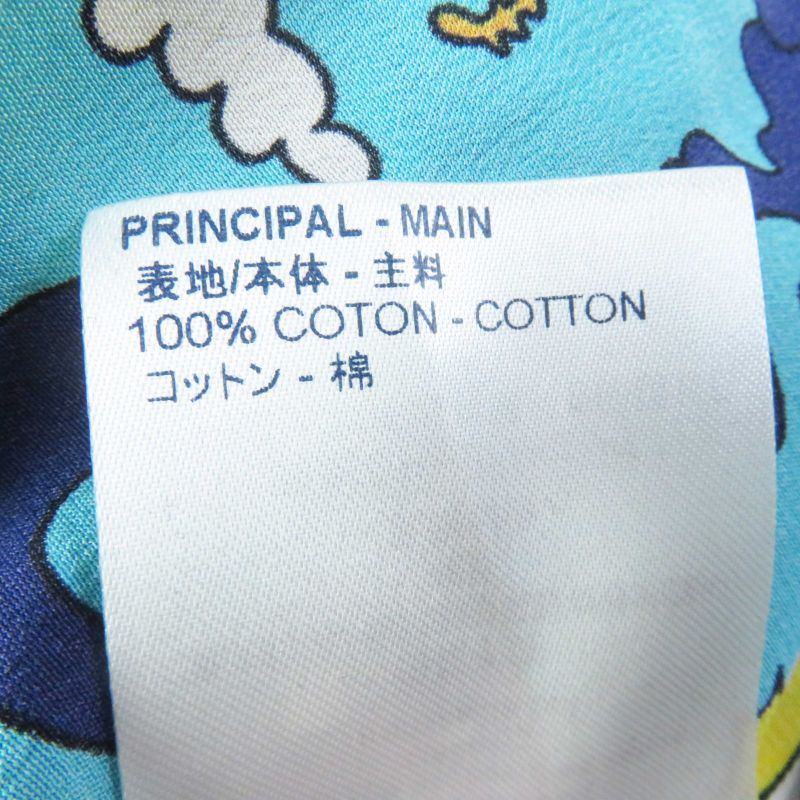 PRINCIPAL - MAIN
表地/本体 - 主料
100% COTON - COTTON
コットン - 棉